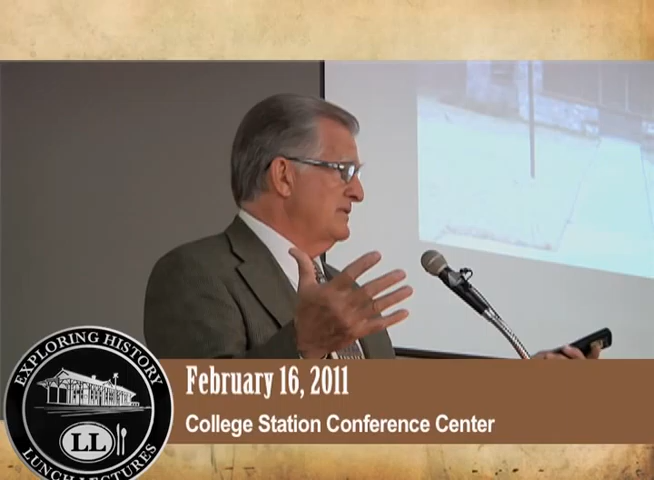 February 16, 2011
College Station Conference Center
EXPLORING HISTORY
LL
LUNCH LECTURES